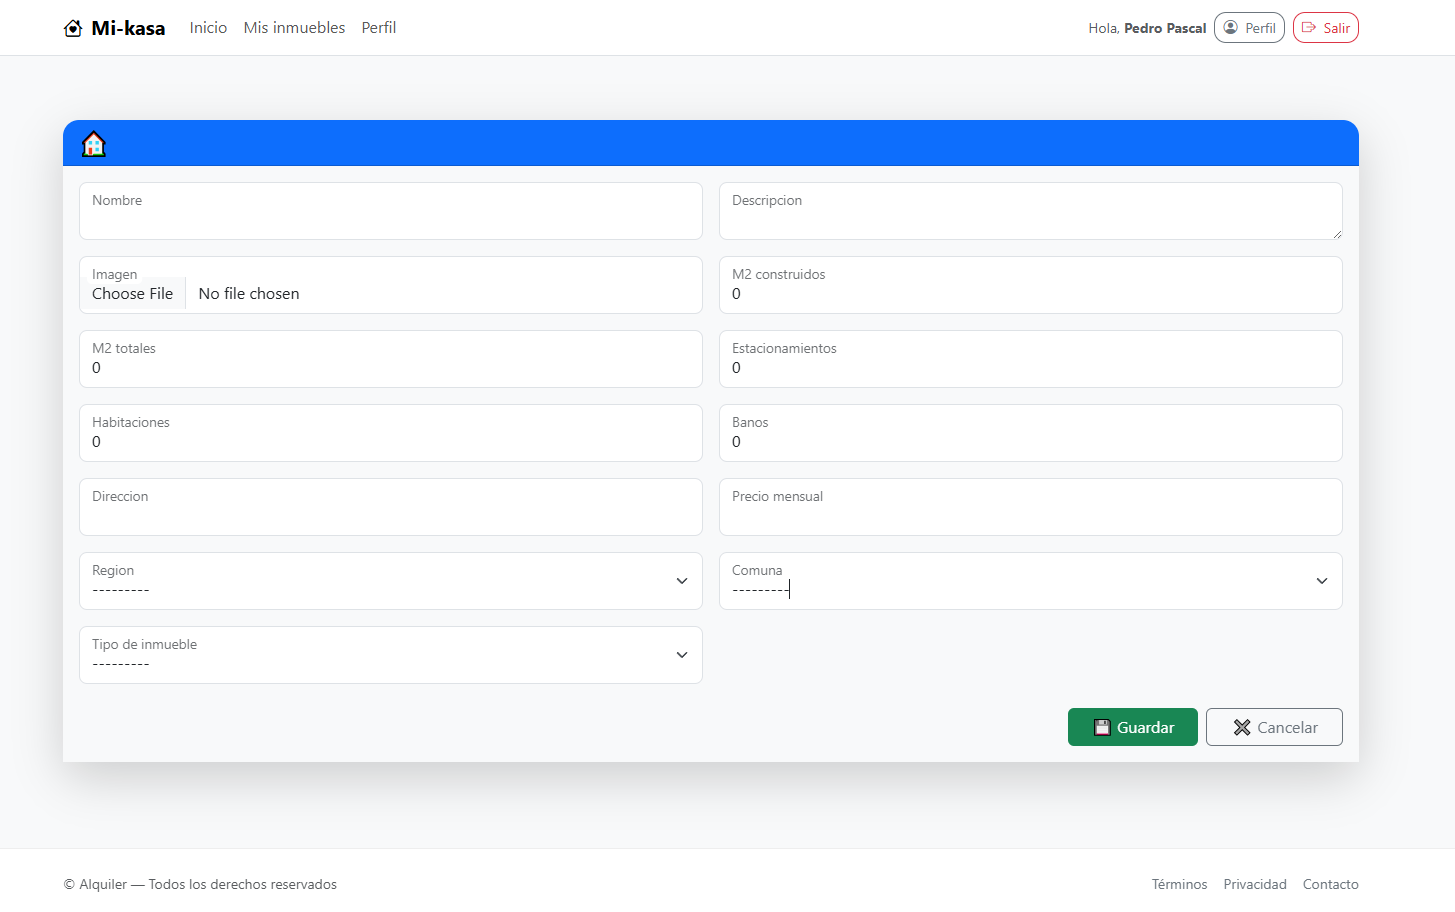 Mi-kasa Inicio Mis inmuebles Perfil Hola, Pedro Pascal Perfil Salir
Nombre Descripcion
Imagen M2 construidos
Choose File No file chosen 0
M2 totales Estacionamientos
0 0
Habitaciones Banos
0 0
Direccion Precio mensual
Region Comuna
--------- ---------
Tipo de inmueble
---------
Guardar Cancelar
© Alquiler — Todos los derechos reservados Términos Privacidad Contacto